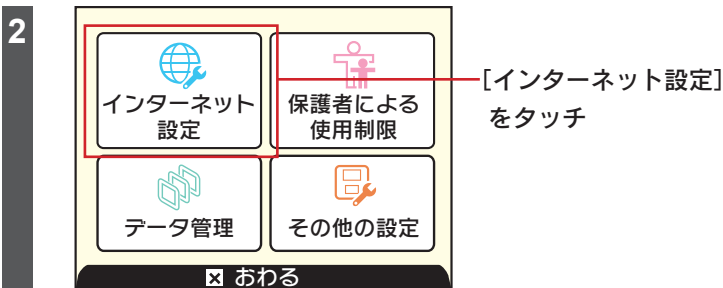 2
インターネット
設定
保護者による
使用制限
[インターネット設定]
をタッチ
データ管理
その他の設定
× おわる